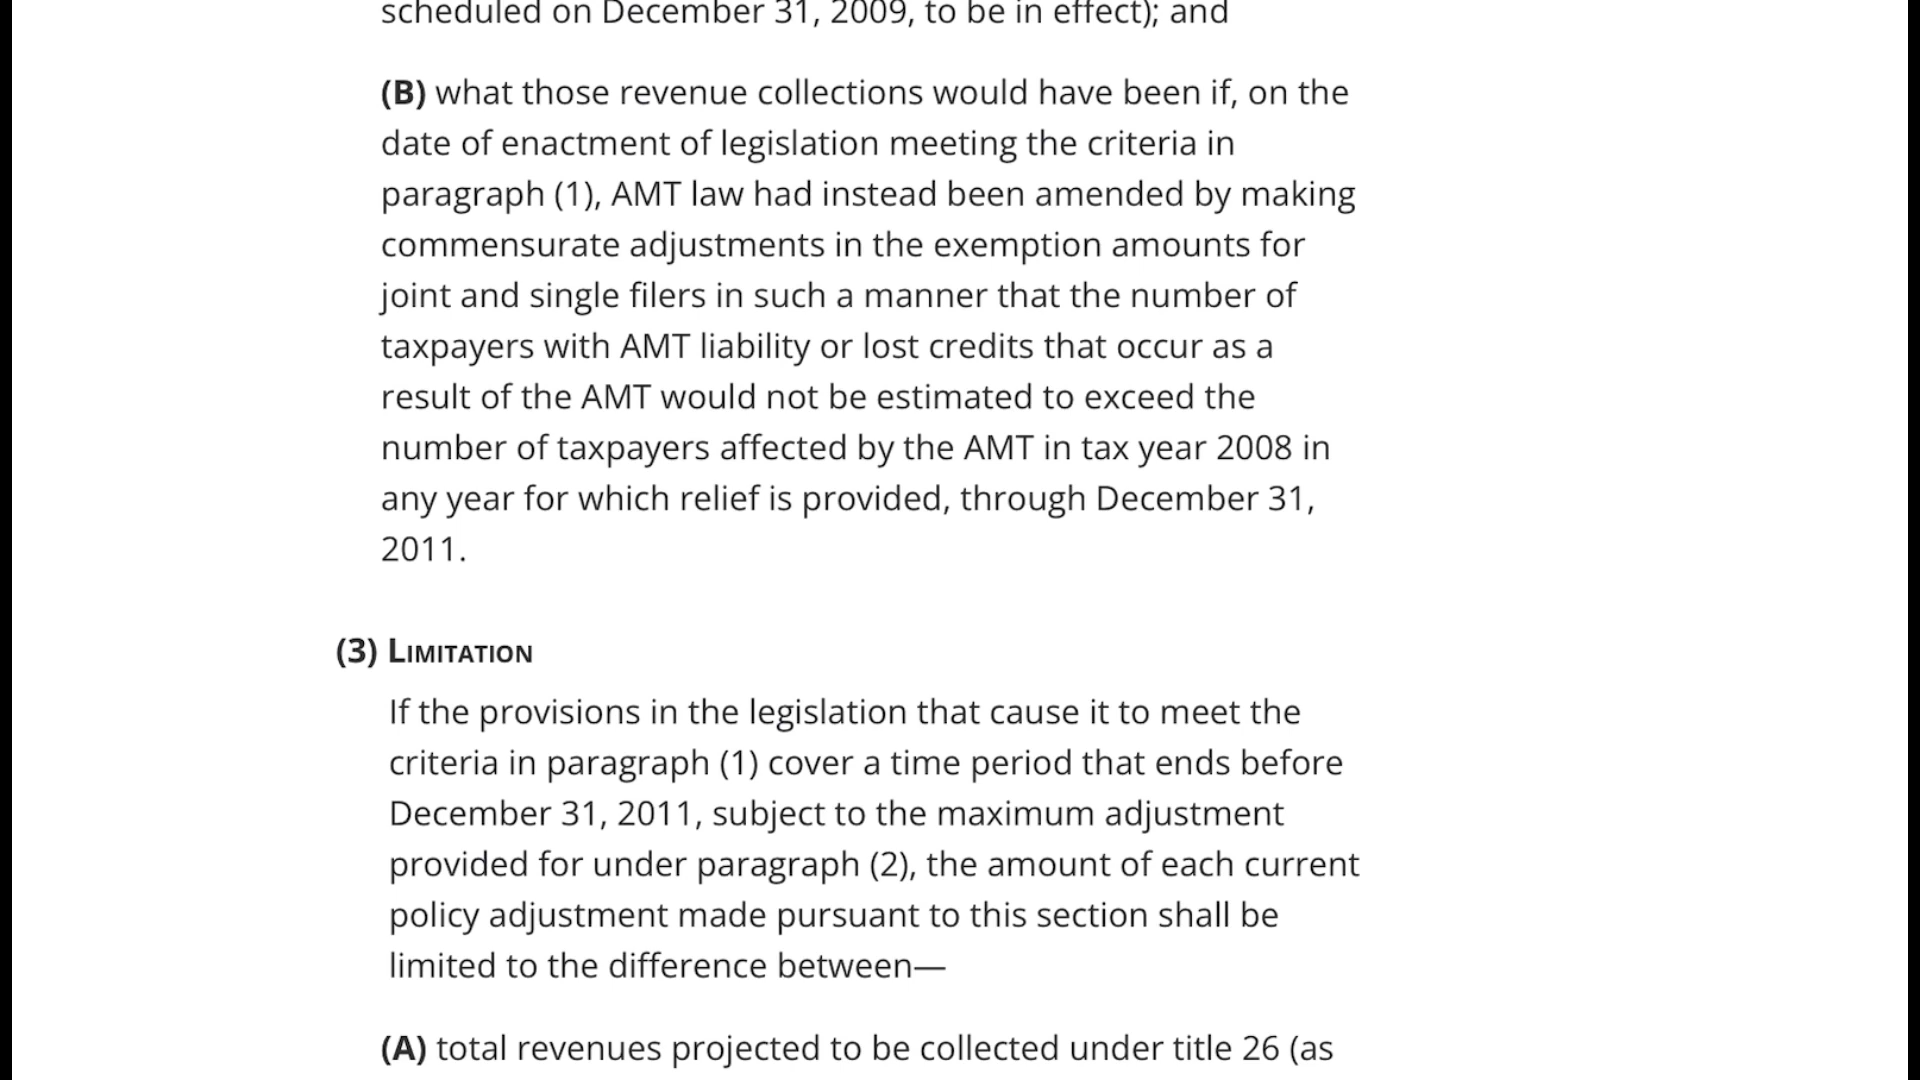 scheduled on December 31, 2009, to be in effect); and
(B) what those revenue collections would have been if, on the
date of enactment of legislation meeting the criteria in
paragraph (1), AMT law had instead been amended by making
commensurate adjustments in the exemption amounts for
joint and single filers in such a manner that the number of
taxpayers with AMT liability or lost credits that occur as a
result of the AMT would not be estimated to exceed the
number of taxpayers affected by the AMT in tax year 2008 in
any year for which relief is provided, through December 31,
2011.
(3) Limitation
If the provisions in the legislation that cause it to meet the
criteria in paragraph (1) cover a time period that ends before
December 31, 2011, subject to the maximum adjustment
provided for under paragraph (2), the amount of each current
policy adjustment made pursuant to this section shall be
limited to the difference between—
(A) total revenues projected to be collected under title 26 (as